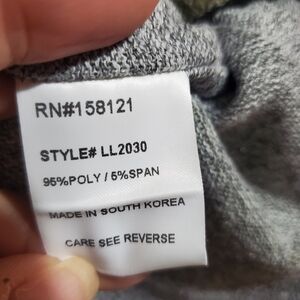 RN#158121
STYLE# LL2030
95%POLY / 5%SPAN
MADE IN SOUTH KOREA
CARE SEE REVERSE